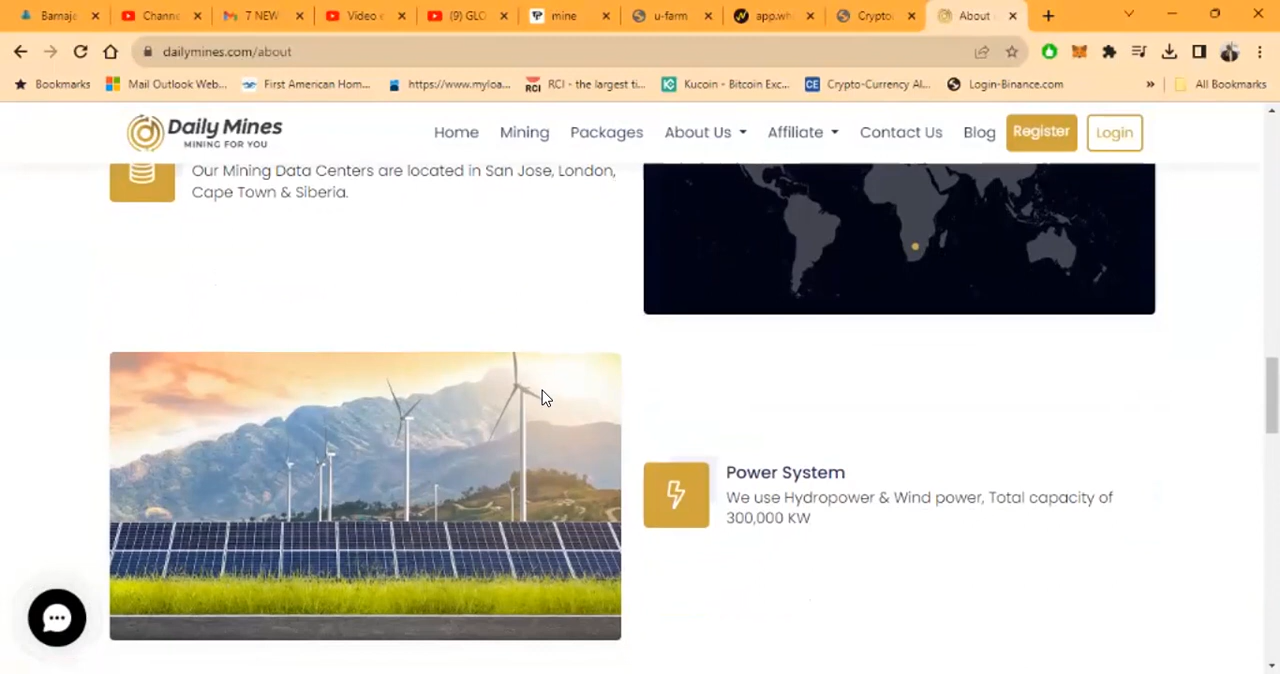 Barnaje
Channe
7 NEW
Video e
(9) GLO
mine
u-farm
app.wh
Crypto
About
dailymines.com/about
Bookmarks
Mail Outlook Web...
First American Hom...
https://www.myloa...
RCI - the largest ti...
Kucoin - Bitcoin Exc...
Crypto-Currency Al...
Login-Binance.com
»
All Bookmarks
Daily Mines
MINING FOR YOU
Home
Mining
Packages
About Us
Affiliate
Contact Us
Blog
Register
Login
Our Mining Data Centers are located in San Jose, London,
Cape Town & Siberia.
Power System
We use Hydropower & Wind power, Total capacity of
300,000 KW